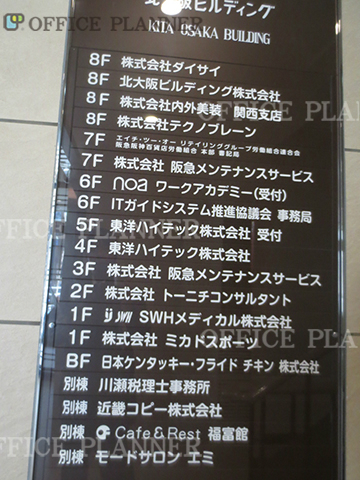 OFFICE PLANNER
北大阪ビルディング
KITA OSAKA BUILDING
8F 株式会社ダイサイ
8F 北大阪ビルディング株式会社
8F 株式会社内外美装 関西支店
8F 株式会社テクノブレーン
7F エイチ・ツー・オー リテイリンググループ労働組合連合会
阪急阪神百貨店労働組合 本部 書記局
7F 株式会社 阪急メンテナンスサービス
6F noa ワークアカデミー(受付)
6F ITガイドシステム推進協議会 事務局
5F 東洋ハイテック株式会社 受付
4F 東洋ハイテック株式会社
3F 株式会社 阪急メンテナンスサービス
2F 株式会社 トーニチコンサルタント
1F SWHメディカル株式会社
1F 株式会社 ミカドスポーツ
BF 日本ケンタッキー・フライド チキン 株式会社
別棟 川瀬税理士事務所
別棟 近畿コピー株式会社
別棟 Cafe&Rest 福富館
別棟 モードサロン エミ